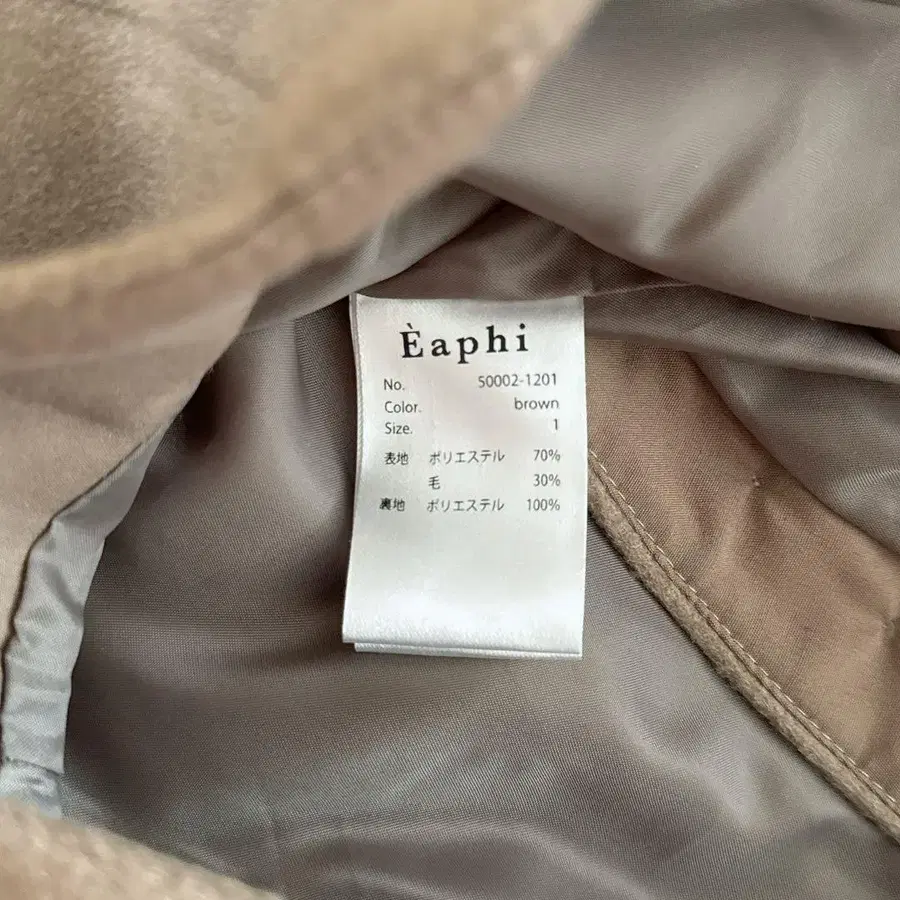 Èaphi
No. 50002-1201
Color. brown
Size. 1
表地 ポリエステル 70%
毛 30%
裏地 ポリエステル 100%